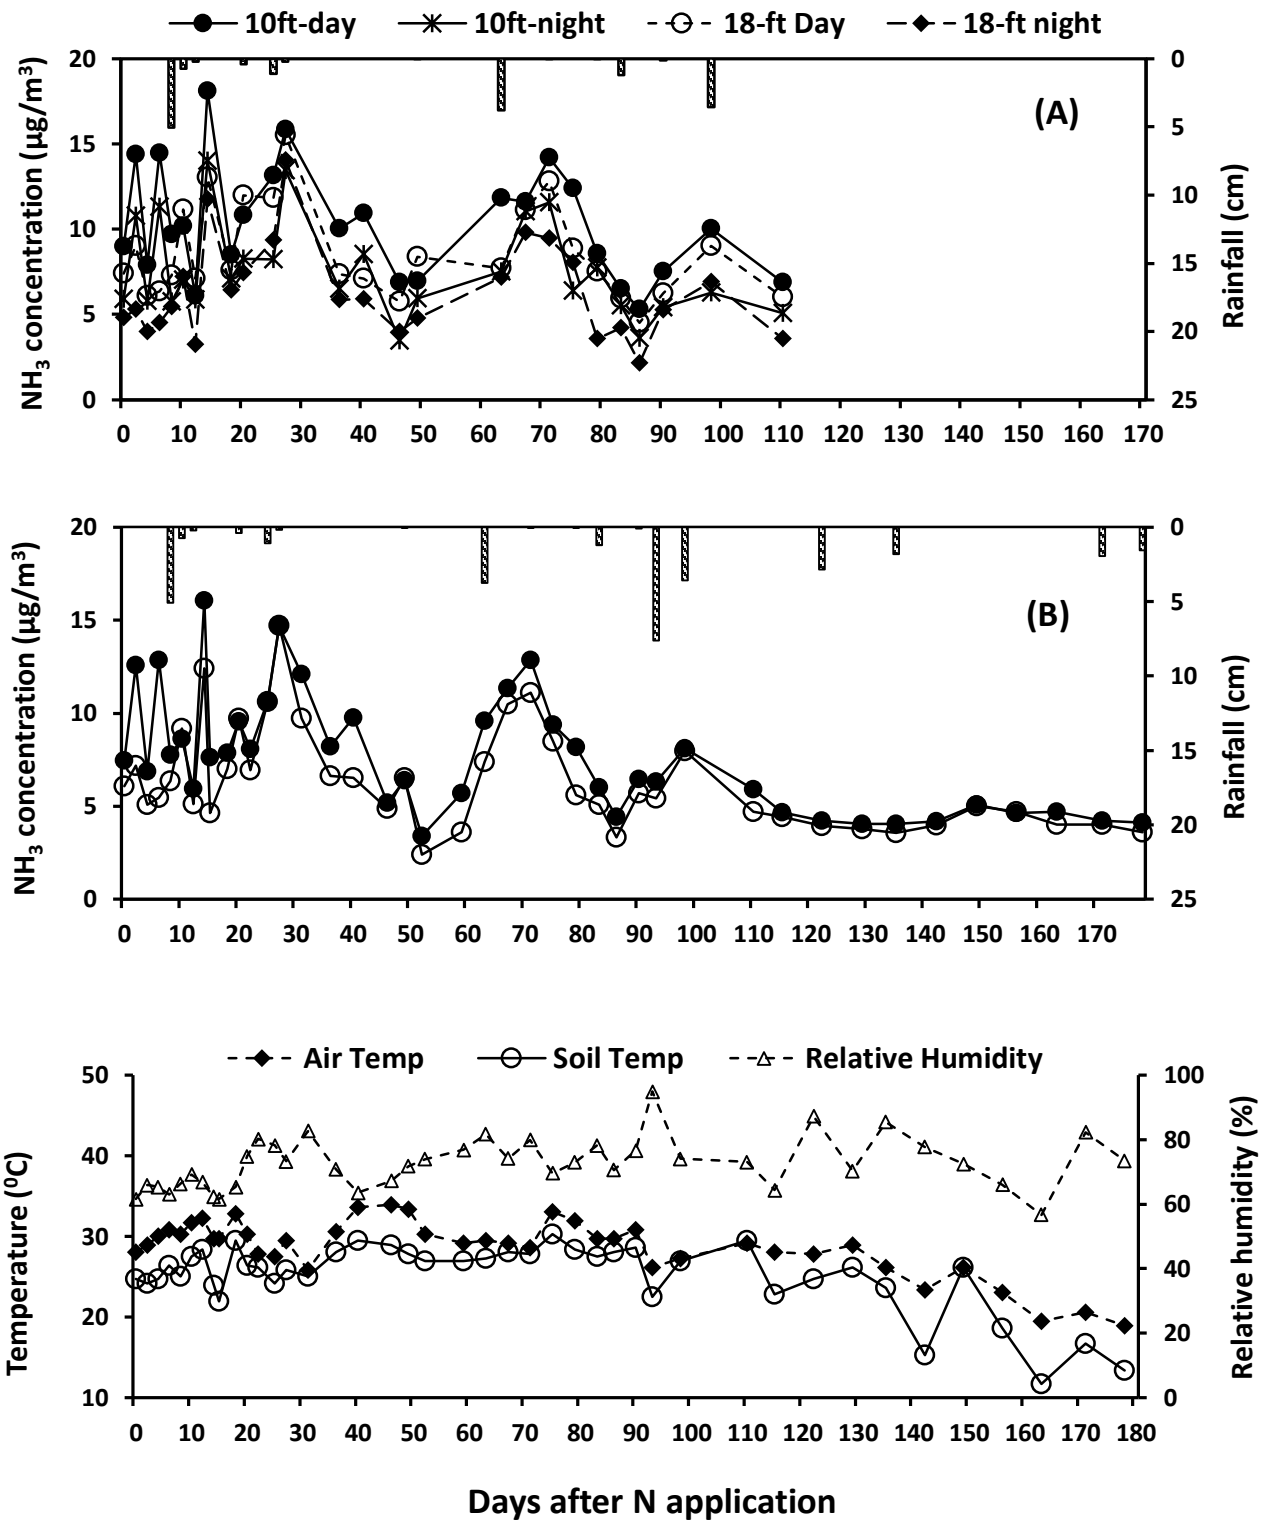 10ft-day 10ft-night 18-ft Day 18-ft night
NH3 concentration (µg/m³)
20
15
10
5
0
(A)
0
5
10
15
20
25
Rainfall (cm)
0 10 20 30 40 50 60 70 80 90 100 110 120 130 140 150 160 170
NH3 concentration (µg/m³)
20
15
10
5
0
(B)
0
5
10
15
20
25
Rainfall (cm)
0 10 20 30 40 50 60 70 80 90 100 110 120 130 140 150 160 170
Air Temp Soil Temp Relative Humidity
Temperature (⁰C)
50
40
30
20
10
100
80
60
40
20
0
Relative humidity (%)
0 10 20 30 40 50 60 70 80 90 100 110 120 130 140 150 160 170 180
Days after N application